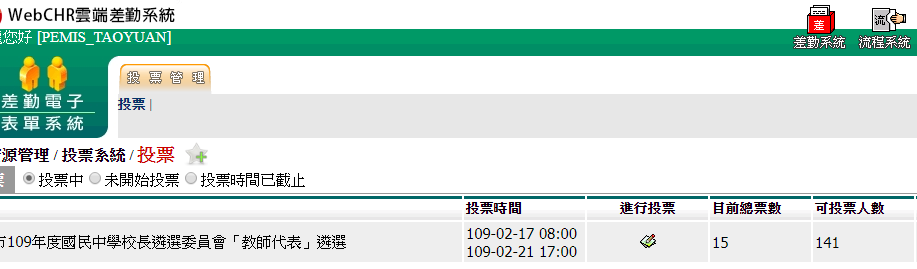 WebCHR雲端差勤系統
您好 [PEMIS_TAOYUAN]
差
流
差勤系統 流程系統
投票管理
差勤電子
表單系統
投票 |
源管理 / 投票系統 / 投票
票 投票中 未開始投票 投票時間已截止
投票時間 進行投票 目前總票數 可投票人數
市109年度國民中學校長遴選委員會「教師代表」遴選 109-02-17 08:00
109-02-21 17:00 15 141